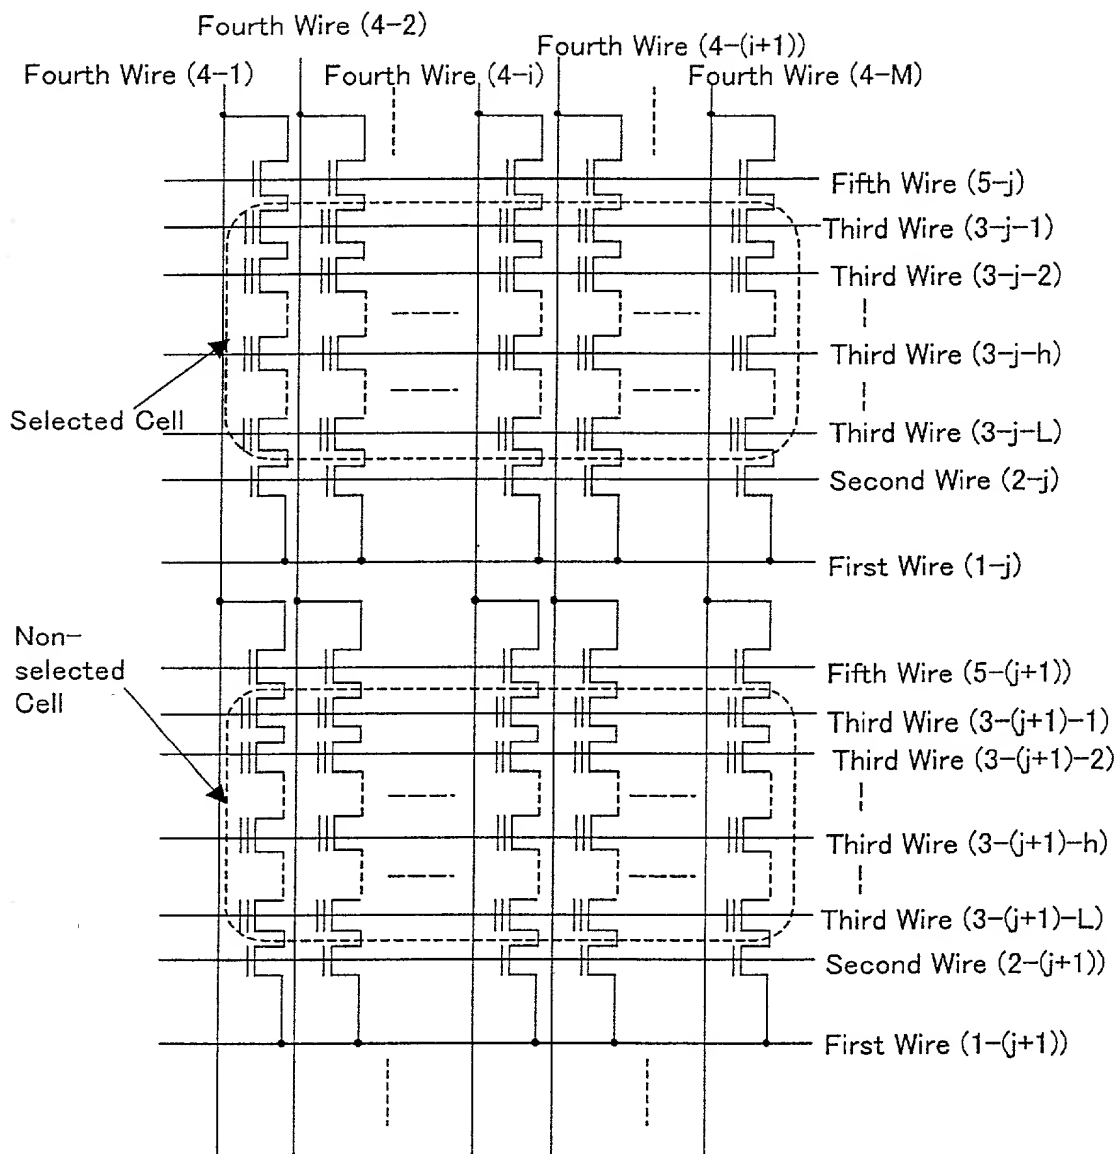 Fourth Wire (4-2)
Fourth Wire (4-(i+1))
Fourth Wire (4-1)
Fourth Wire (4-i)
Fourth Wire (4-M)
Fifth Wire (5-j)
Third Wire (3-j-1)
Third Wire (3-j-2)
Third Wire (3-j-h)
Selected Cell
Third Wire (3-j-L)
Second Wire (2-j)
First Wire (1-j)
Non-
selected
Cell
Fifth Wire (5-(j+1))
Third Wire (3-(j+1)-1)
Third Wire (3-(j+1)-2)
Third Wire (3-(j+1)-h)
Third Wire (3-(j+1)-L)
Second Wire (2-(j+1))
First Wire (1-(j+1))